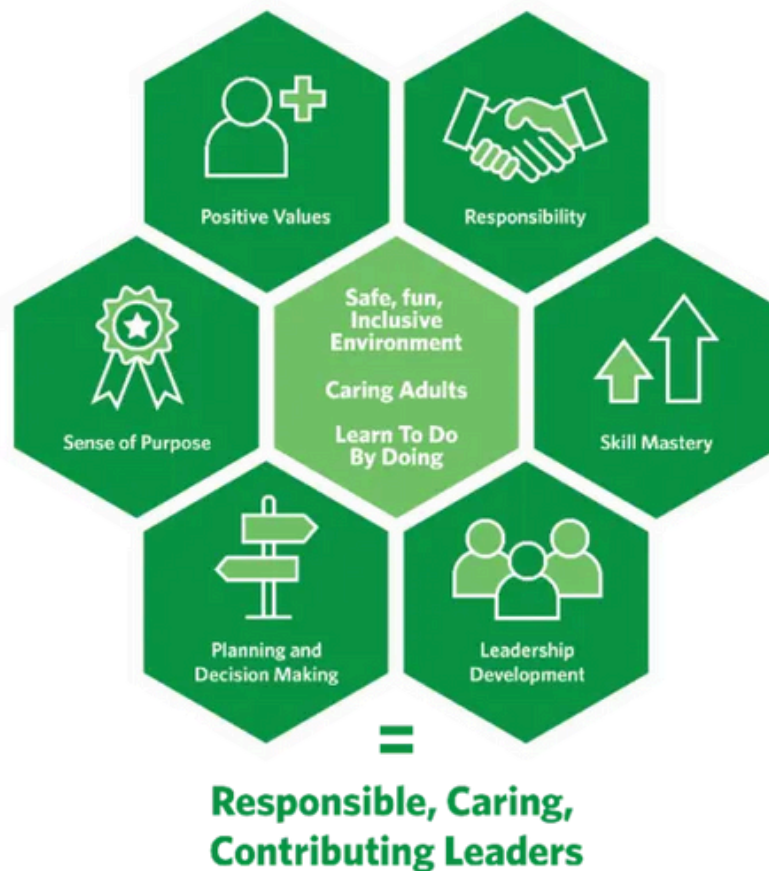 Positive Values
Responsibility
Safe, fun,
Inclusive
Environment
Caring Adults
Learn To Do
By Doing
Sense of Purpose
Skill Mastery
Planning and
Decision Making
Leadership
Development
=
Responsible, Caring,
Contributing Leaders